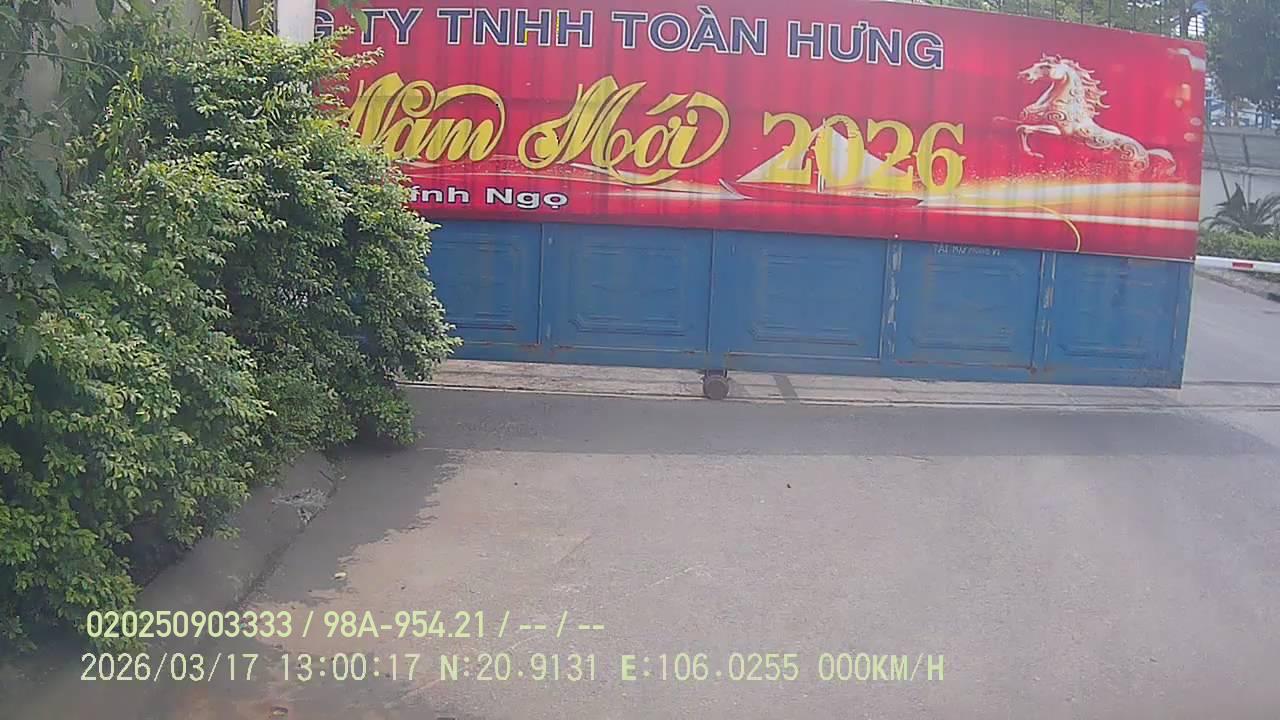 G TY TNHH TOÀN HƯNG
Năm Mới 2026
ính Ngọ
020250903333 / 98A-954.21 / -- / --
2026/03/17 13:00:17 N:20.9131 E:106.0255 000KM/H